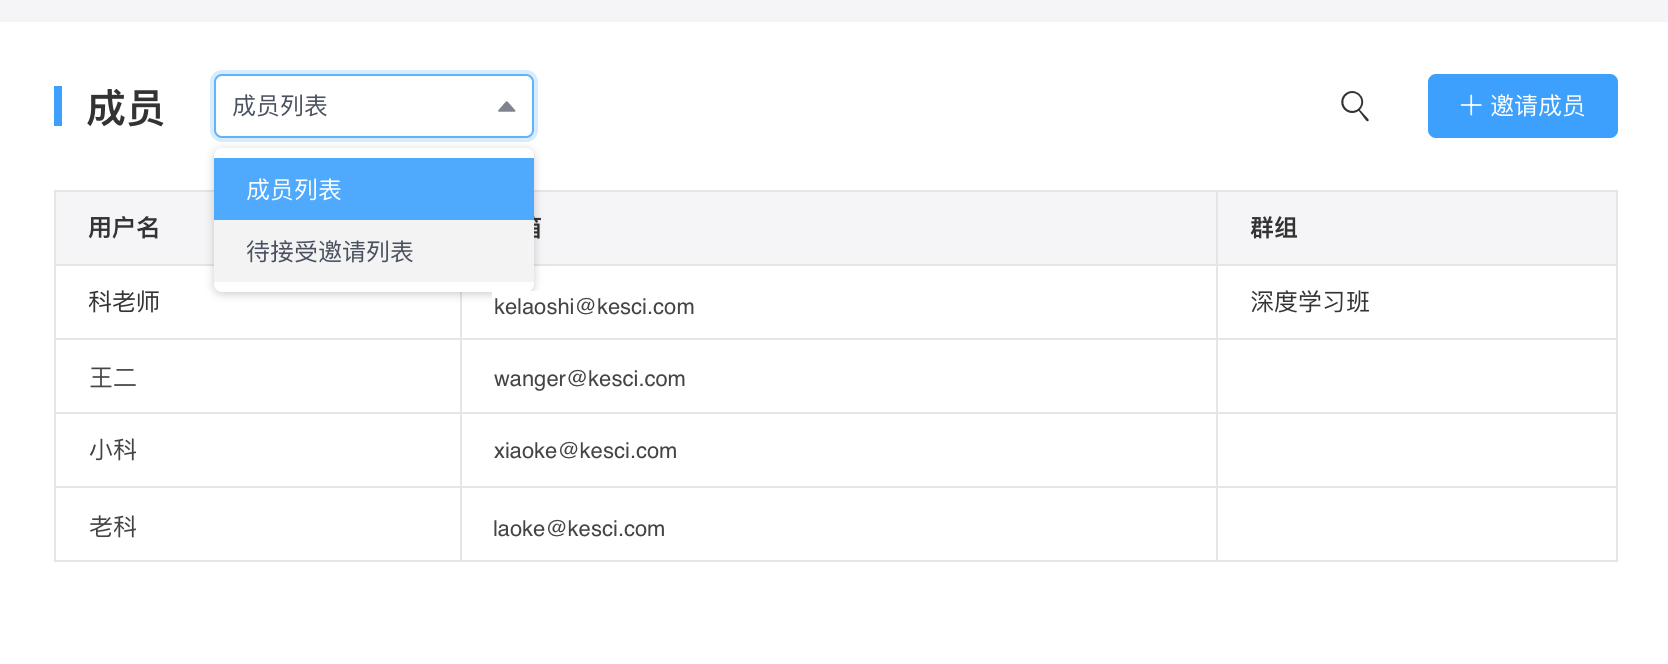 成员
成员列表
邀请成员
成员列表
待接受邀请列表
用户名
群组
科老师 kelaoshi@kesci.com 深度学习班
王二 wanger@kesci.com
小科 xiaoke@kesci.com
老科 laoke@kesci.com